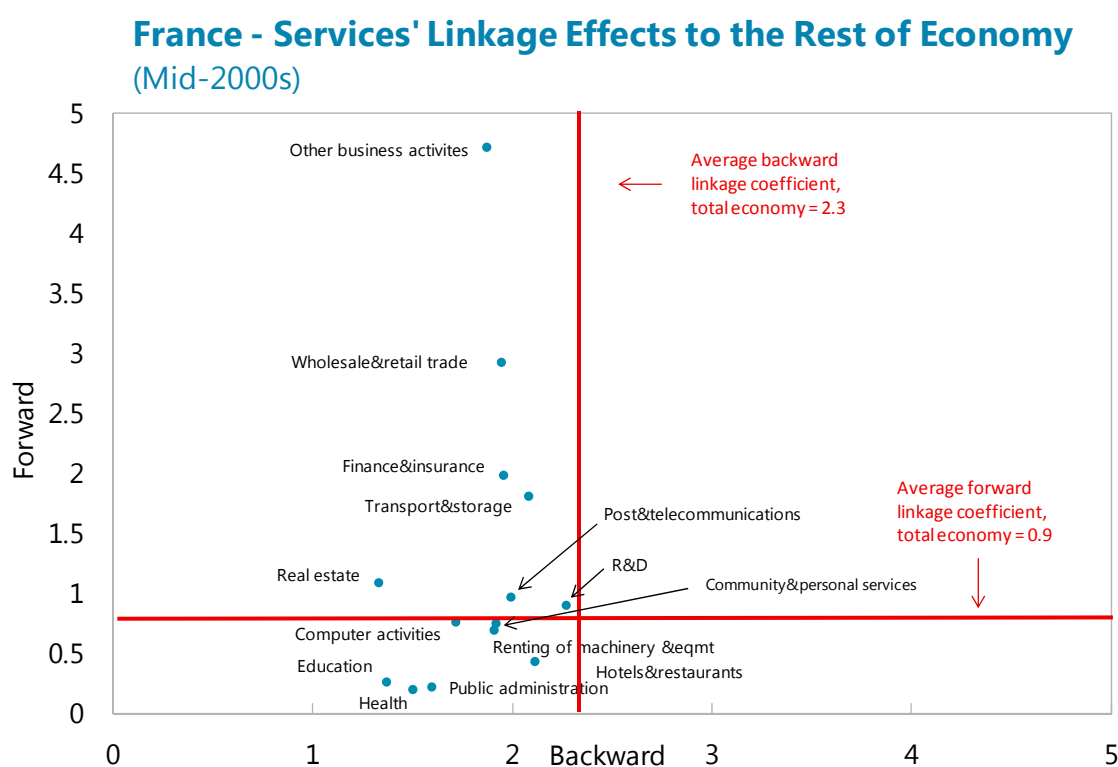 France - Services' Linkage Effects to the Rest of Economy
(Mid-2000s)
5
4.5
4
3.5
3
2.5
2
1.5
1
0.5
0
Forward
Other business activites
Average backward
linkage coefficient,
total economy = 2.3
Wholesale&retail trade
Finance&insurance
Transport&storage
Average forward
linkage coefficient,
total economy = 0.9
Post&telecommunications
R&D
Real estate
Community&personal services
Computer activities
Renting of machinery &eqmt
Education
Hotels&restaurants
Public administration
Health
0 1 2 Backward 3 4 5